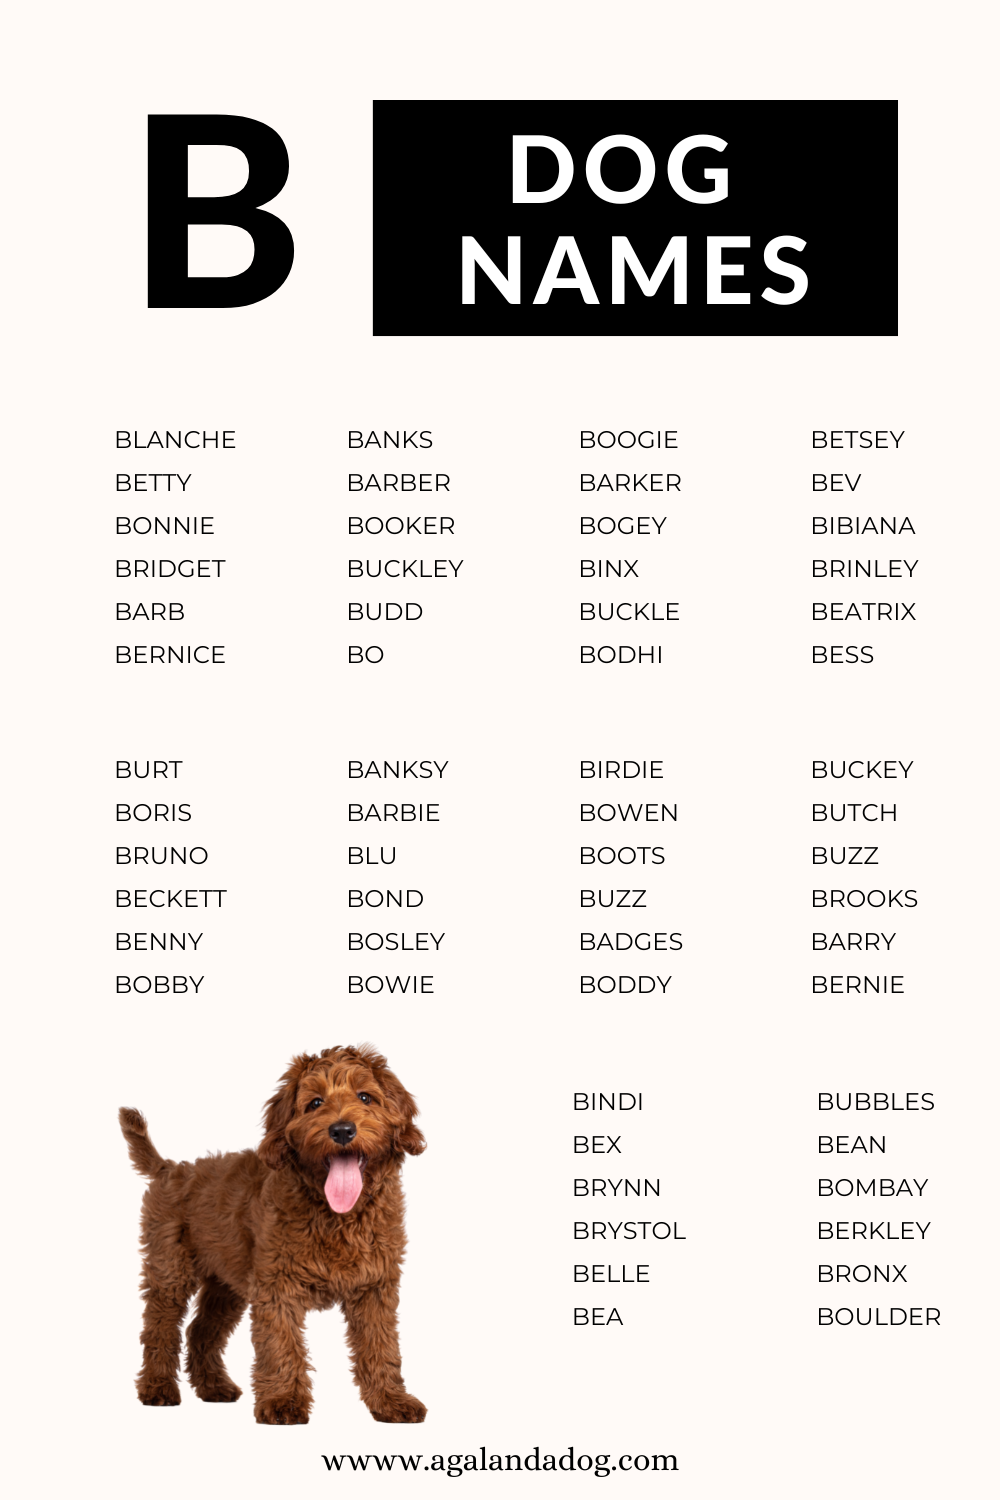 B
DOG
NAMES
BLANCHE
BETTY
BONNIE
BRIDGET
BARB
BERNICE
BANKS
BARBER
BOOKER
BUCKLEY
BUDD
BO
BOOGIE
BARKER
BOGEY
BINX
BUCKLE
BODHI
BETSEY
BEV
BIBIANA
BRINLEY
BEATRIX
BESS
BURT
BORIS
BRUNO
BECKETT
BENNY
BOBBY
BANKSY
BARBIE
BLU
BOND
BOSLEY
BOWIE
BIRDIE
BOWEN
BOOTS
BUZZ
BADGES
BODDY
BUCKEY
BUTCH
BUZZ
BROOKS
BARRY
BERNIE
BINDI
BEX
BRYNN
BRYSTOL
BELLE
BEA
BUBBLES
BEAN
BOMBAY
BERKLEY
BRONX
BOULDER
wwww.agalandadog.com